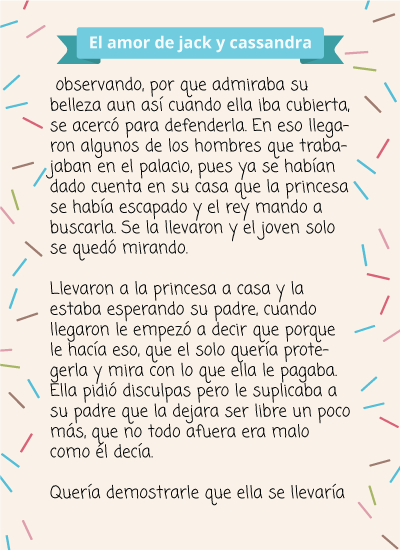 El amor de jack y cassandra
observando, por que admiraba su
belleza aun así cuando ella iba cubierta,
se acercó para defenderla. En eso llega-
ron algunos de los hombres que traba-
jaban en el palacio, pues ya se habían
dado cuenta en su casa que la princesa
se había escapado y el rey mando a
buscarla. Se la llevaron y el joven solo
se quedó mirando.
Llevaron a la princesa a casa y la
estaba esperando su padre, cuando
llegaron le empezó a decir que porque
le hacía eso, que el solo quería prote-
gerla y mira con lo que ella le pagaba.
Ella pidió disculpas pero le suplicaba a
su padre que la dejara ser libre un poco
más, que no todo afuera era malo
como él decía.
Quería demostrarle que ella se llevaría